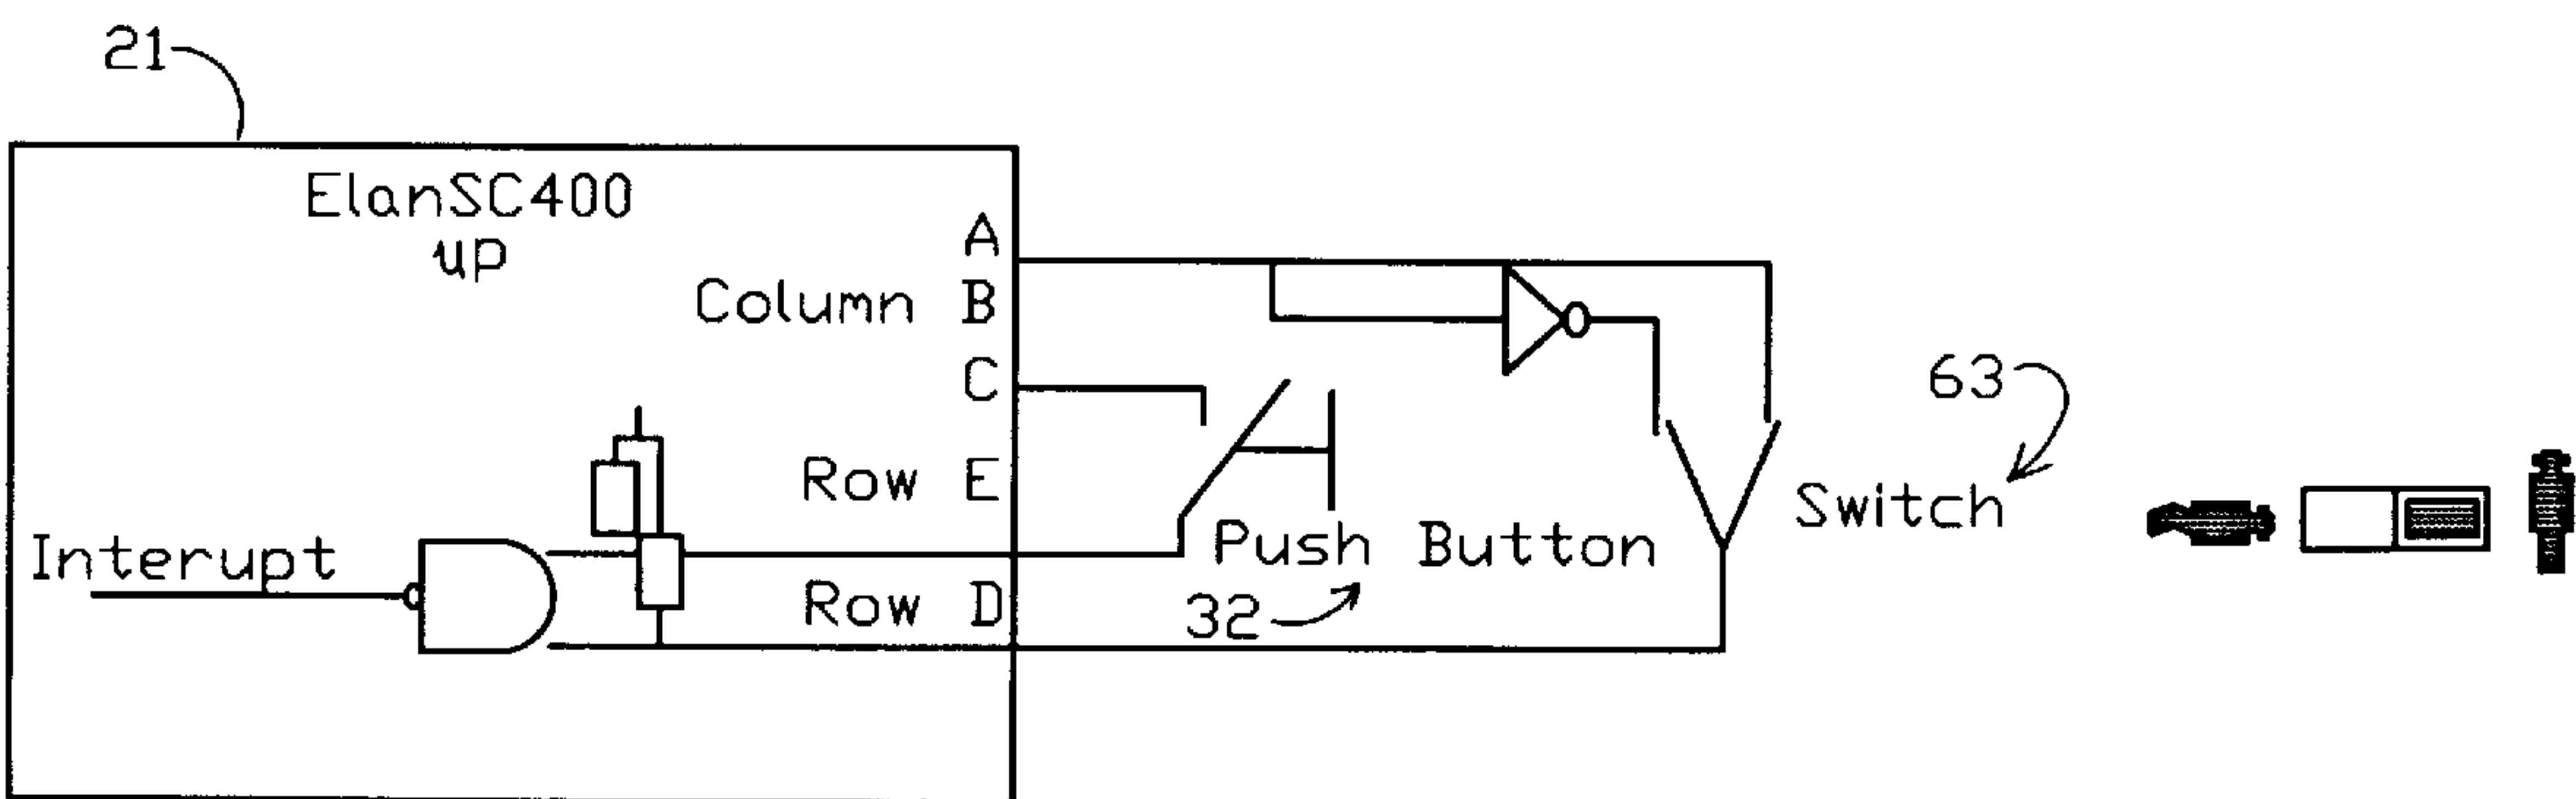 21
ElanSC400
up
A
Column B
C
63
Row E
Switch
Interupt
Push Button
Row D
32